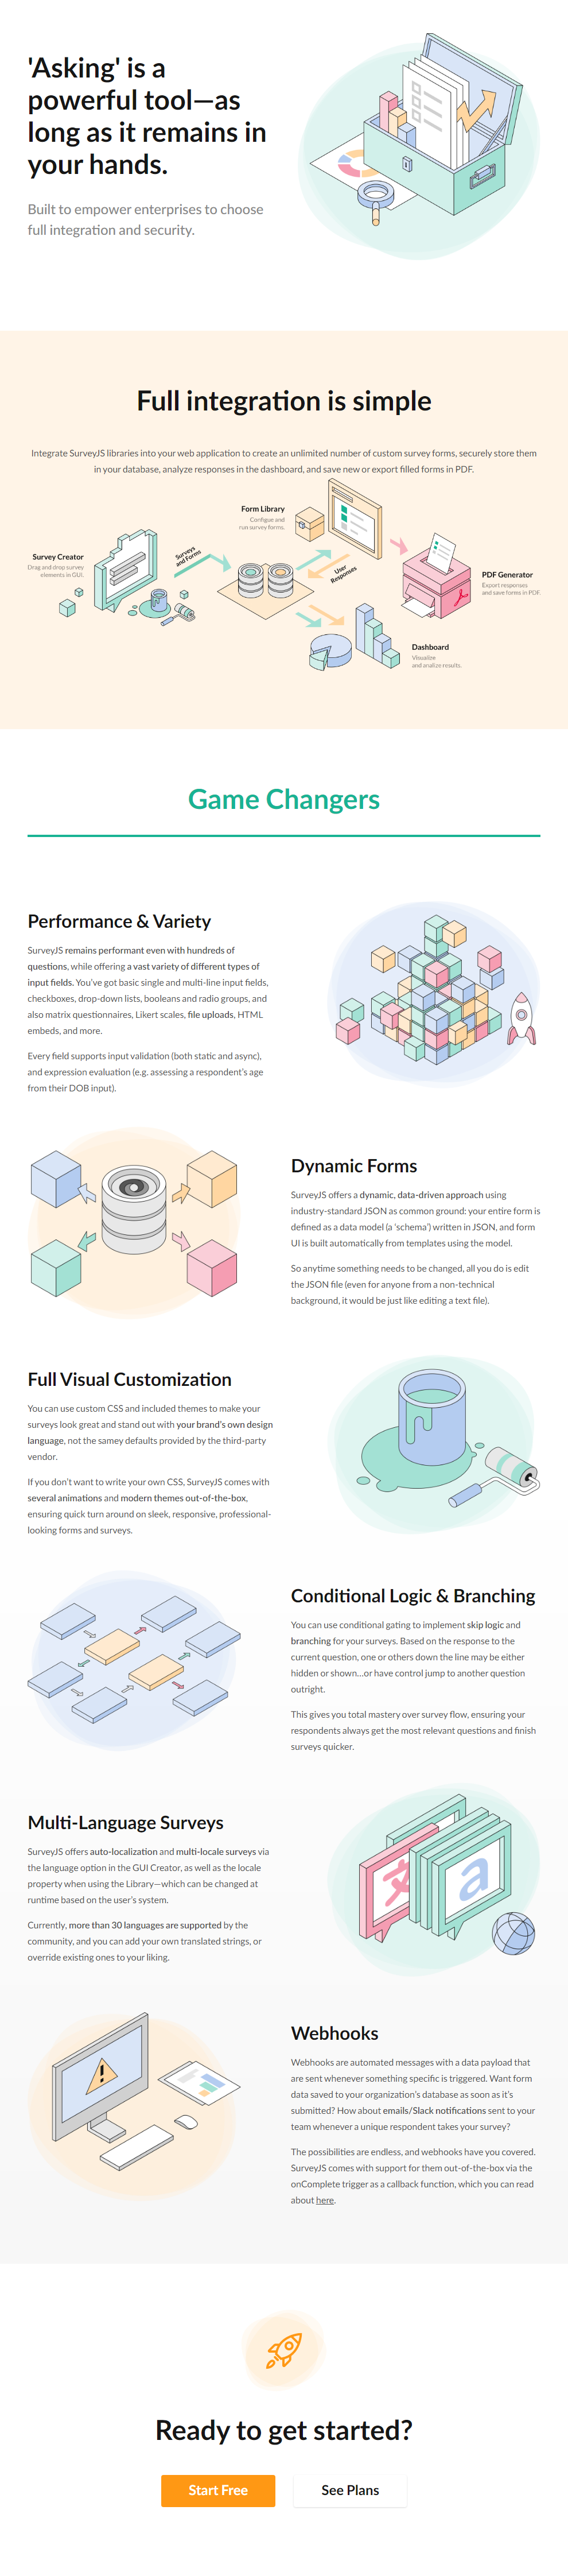 'Asking' is a
powerful tool—as
long as it remains in
your hands.
Built to empower enterprises to choose
full integration and security.
Full integration is simple
Integrate SurveyJS libraries into your web application to create an unlimited number of custom survey forms, securely store them
in your database, analyze responses in the dashboard, and save new or export filled forms in PDF.
Form Library
Configue and
run survey forms.
Survey Creator
Drag and drop survey
elements in GUI.
Surveys
and Forms
User
Responses
PDF Generator
Export responses
and save forms in PDF.
Dashboard
Visualize
and analize results.
Game Changers
Performance & Variety
SurveyJS remains performant even with hundreds of
questions, while offering a vast variety of different types of
input fields. You've got basic single and multi-line input fields,
checkboxes, drop-down lists, booleans and radio groups, and
also matrix questionnaires, Likert scales, file uploads, HTML
embeds, and more.
Every field supports input validation (both static and async),
and expression evaluation (e.g. assessing a respondent's age
from their DOB input).
Dynamic Forms
SurveyJS offers a dynamic, data-driven approach using
industry-standard JSON as common ground: your entire form is
defined as a data model (a 'schema') written in JSON, and form
UI is built automatically from templates using the model.
So anytime something needs to be changed, all you do is edit
the JSON file (even for anyone from a non-technical
background, it would be just like editing a text file).
Full Visual Customization
You can use custom CSS and included themes to make your
surveys look great and stand out with your brand's own design
language, not the samey defaults provided by the third-party
vendor.
If you don't want to write your own CSS, SurveyJS comes with
several animations and modern themes out-of-the-box,
ensuring quick turn around on sleek, responsive, professional-
looking forms and surveys.
Conditional Logic & Branching
You can use conditional gating to implement skip logic and
branching for your surveys. Based on the response to the
current question, one or others down the line may be either
hidden or shown...or have control jump to another question
outright.
This gives you total mastery over survey flow, ensuring your
respondents always get the most relevant questions and finish
surveys quicker.
Multi-Language Surveys
SurveyJS offers auto-localization and multi-locale surveys via
the language option in the GUI Creator, as well as the locale
property when using the Library—which can be changed at
runtime based on the user's system.
Currently, more than 30 languages are supported by the
community, and you can add your own translated strings, or
override existing ones to your liking.
文
a
Webhooks
Webhooks are automated messages with a data payload that
are sent whenever something specific is triggered. Want form
data saved to your organization's database as soon as it's
submitted? How about emails/Slack notifications sent to your
team whenever a unique respondent takes your survey?
The possibilities are endless, and webhooks have you covered.
SurveyJS comes with support for them out-of-the-box via the
onComplete trigger as a callback function, which you can read
about here.
Ready to get started?
Start Free
See Plans